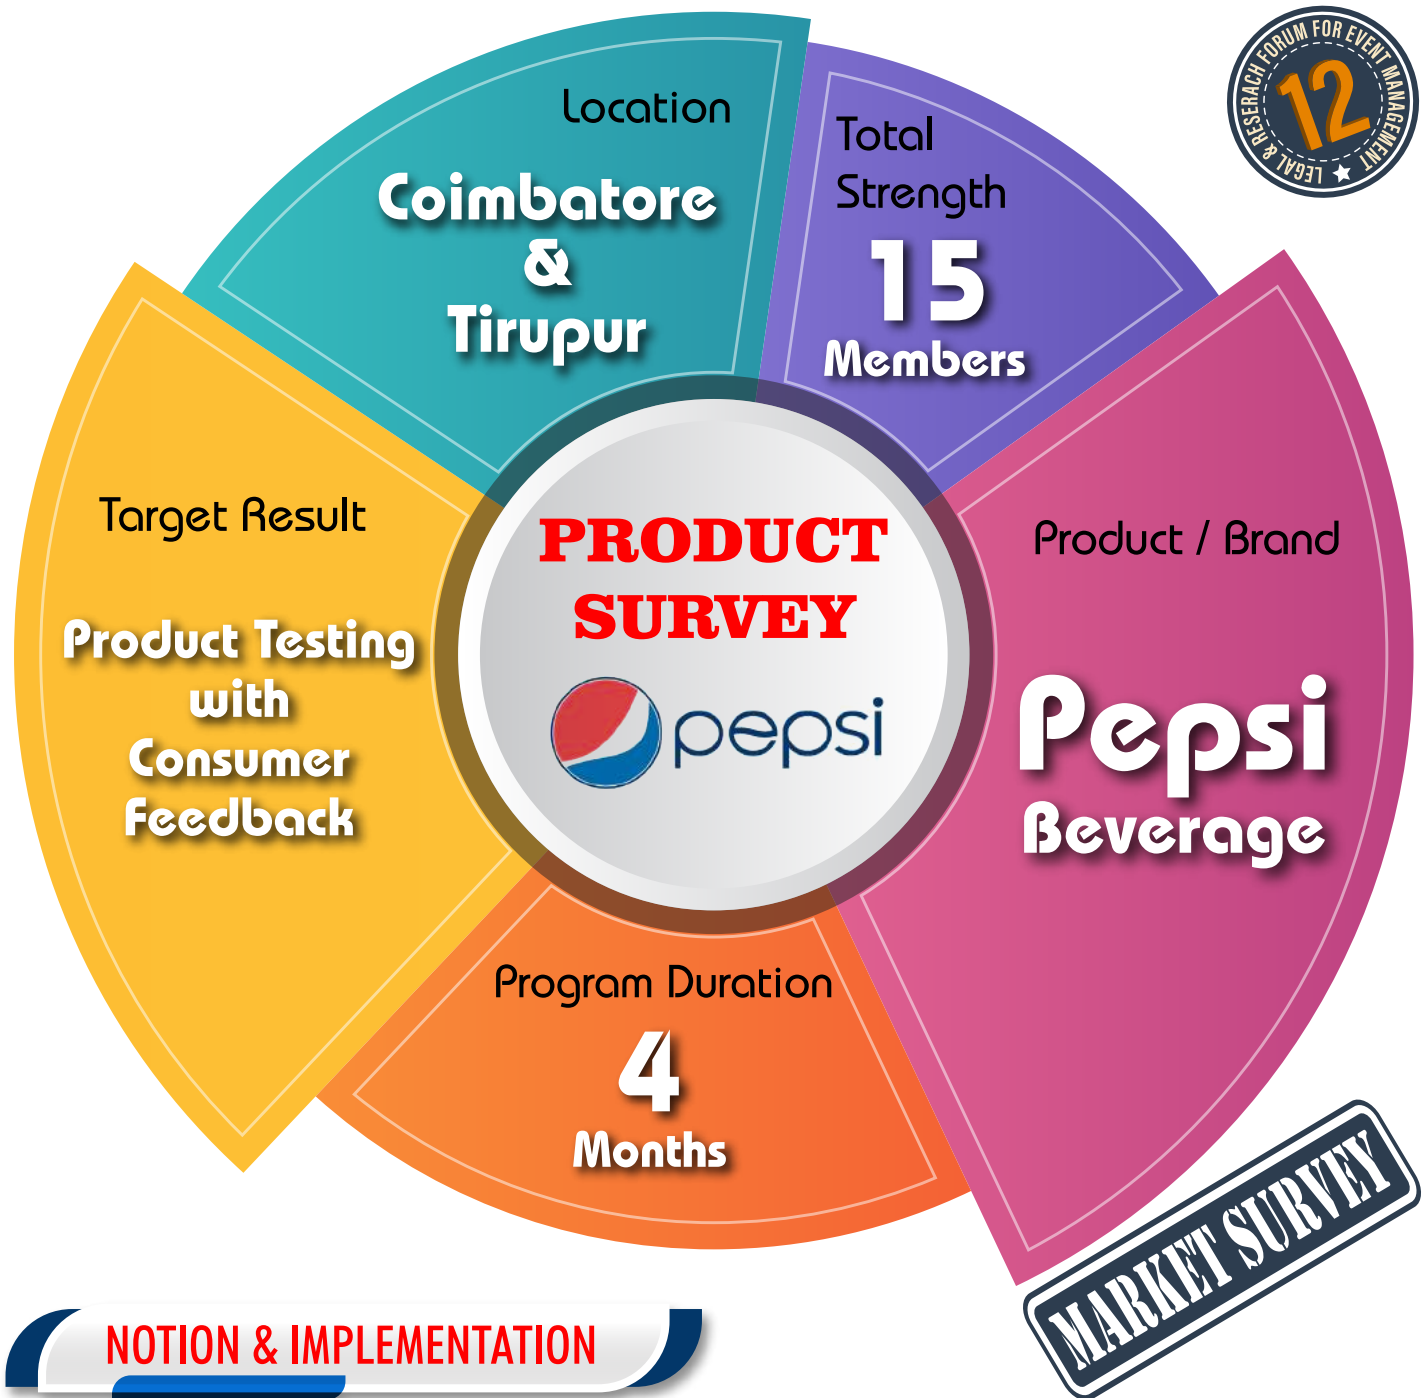 Location
Coimbatore
&
Tirupur
Total
Strength
15
Members
LEGAL & RESERACH FORUM FOR EVENT MANAGEMENT
12
Target Result
Product Testing
with
Consumer
Feedback
PRODUCT
SURVEY
pepsi
Product / Brand
Pepsi
Beverage
Program Duration
4
Months
MARKET SURVEY
NOTION & IMPLEMENTATION